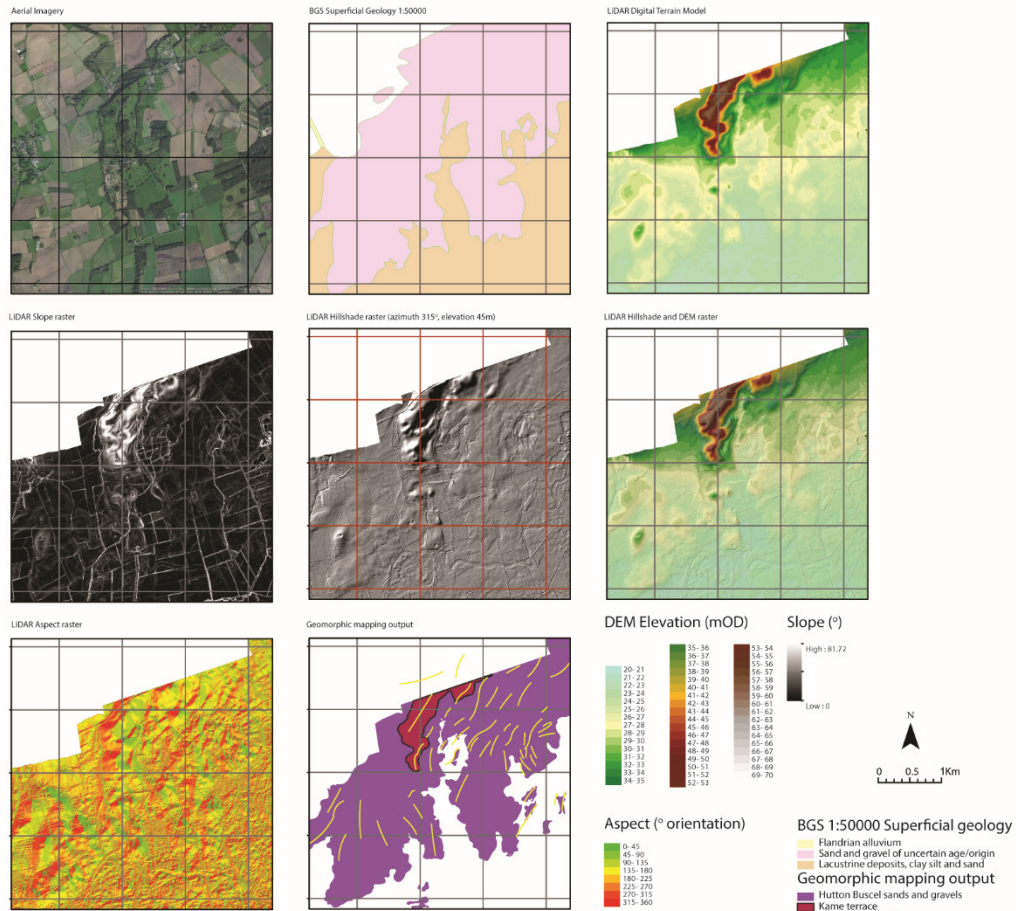 Aerial Imagery
BGS Superficial Geology 1:50000
LiDAR Digital Terrain Model
LiDAR Slope raster
LiDAR Hillshade raster (azimuth 315º, elevation 45m)
LiDAR Hillshade and DEM raster
LiDAR Aspect raster
Geomorphic mapping output
DEM Elevation (mOD)
20- 21
21- 22
22- 23
23- 24
24- 25
25- 26
26- 27
27- 28
28- 29
29- 30
30- 31
31- 32
32- 33
33- 34
34- 35
35- 36
36- 37
37- 38
38- 39
39- 40
40- 41
41- 42
42- 43
43- 44
44- 45
45- 46
46- 47
47- 48
48- 49
49- 50
50- 51
51- 52
52- 53
53- 54
54- 55
55- 56
56- 57
57- 58
58- 59
59- 60
60- 61
61- 62
62- 63
63- 64
64- 65
65- 66
66- 67
67- 68
68- 69
69- 70
Slope (º)
High : 81.72
Low : 0
N
0 0.5 1Km
Aspect (º orientation)
0- 45
45- 90
90- 135
135- 180
180- 225
225- 270
270- 315
315- 360
BGS 1:50000 Superficial geology
Flandrian alluvium
Sand and gravel of uncertain age/origin
Lacustrine deposits, clay silt and sand
Geomorphic mapping output
Hutton Buscel sands and gravels
Kame terrace